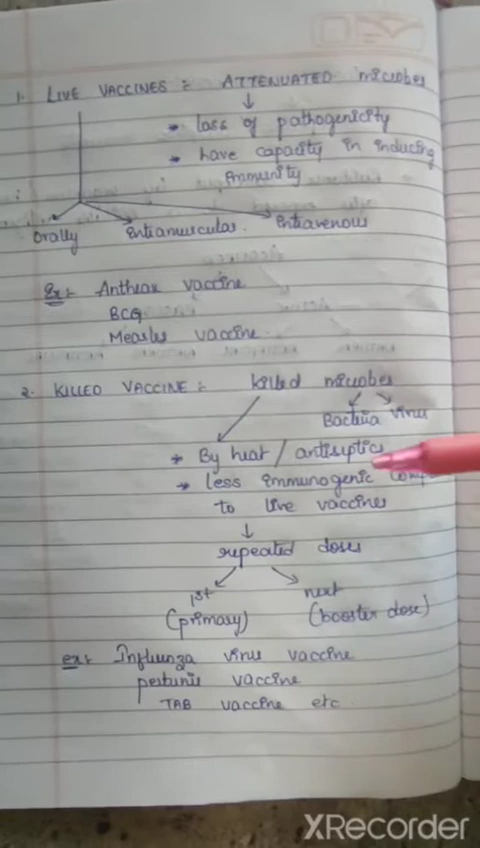 1. LIVE VACCINES : ATTENUATED microbes
→ loss of pathogenicity
→ have capacity in inducing
immunity
Orally intramuscular. intravenous
Ex:- Anthrax vaccine
BCG
Measles vaccine.
2. KILLED VACCINE : killed microbes
Bacteria virus
→ By heat / antiseptics
→ less immunogenic
to live vaccines
repeated doses
1st next
(primary) (booster dose)
ex:- Influenza virus vaccine
pertussis vaccine
TAB vaccine etc.
XRecorder